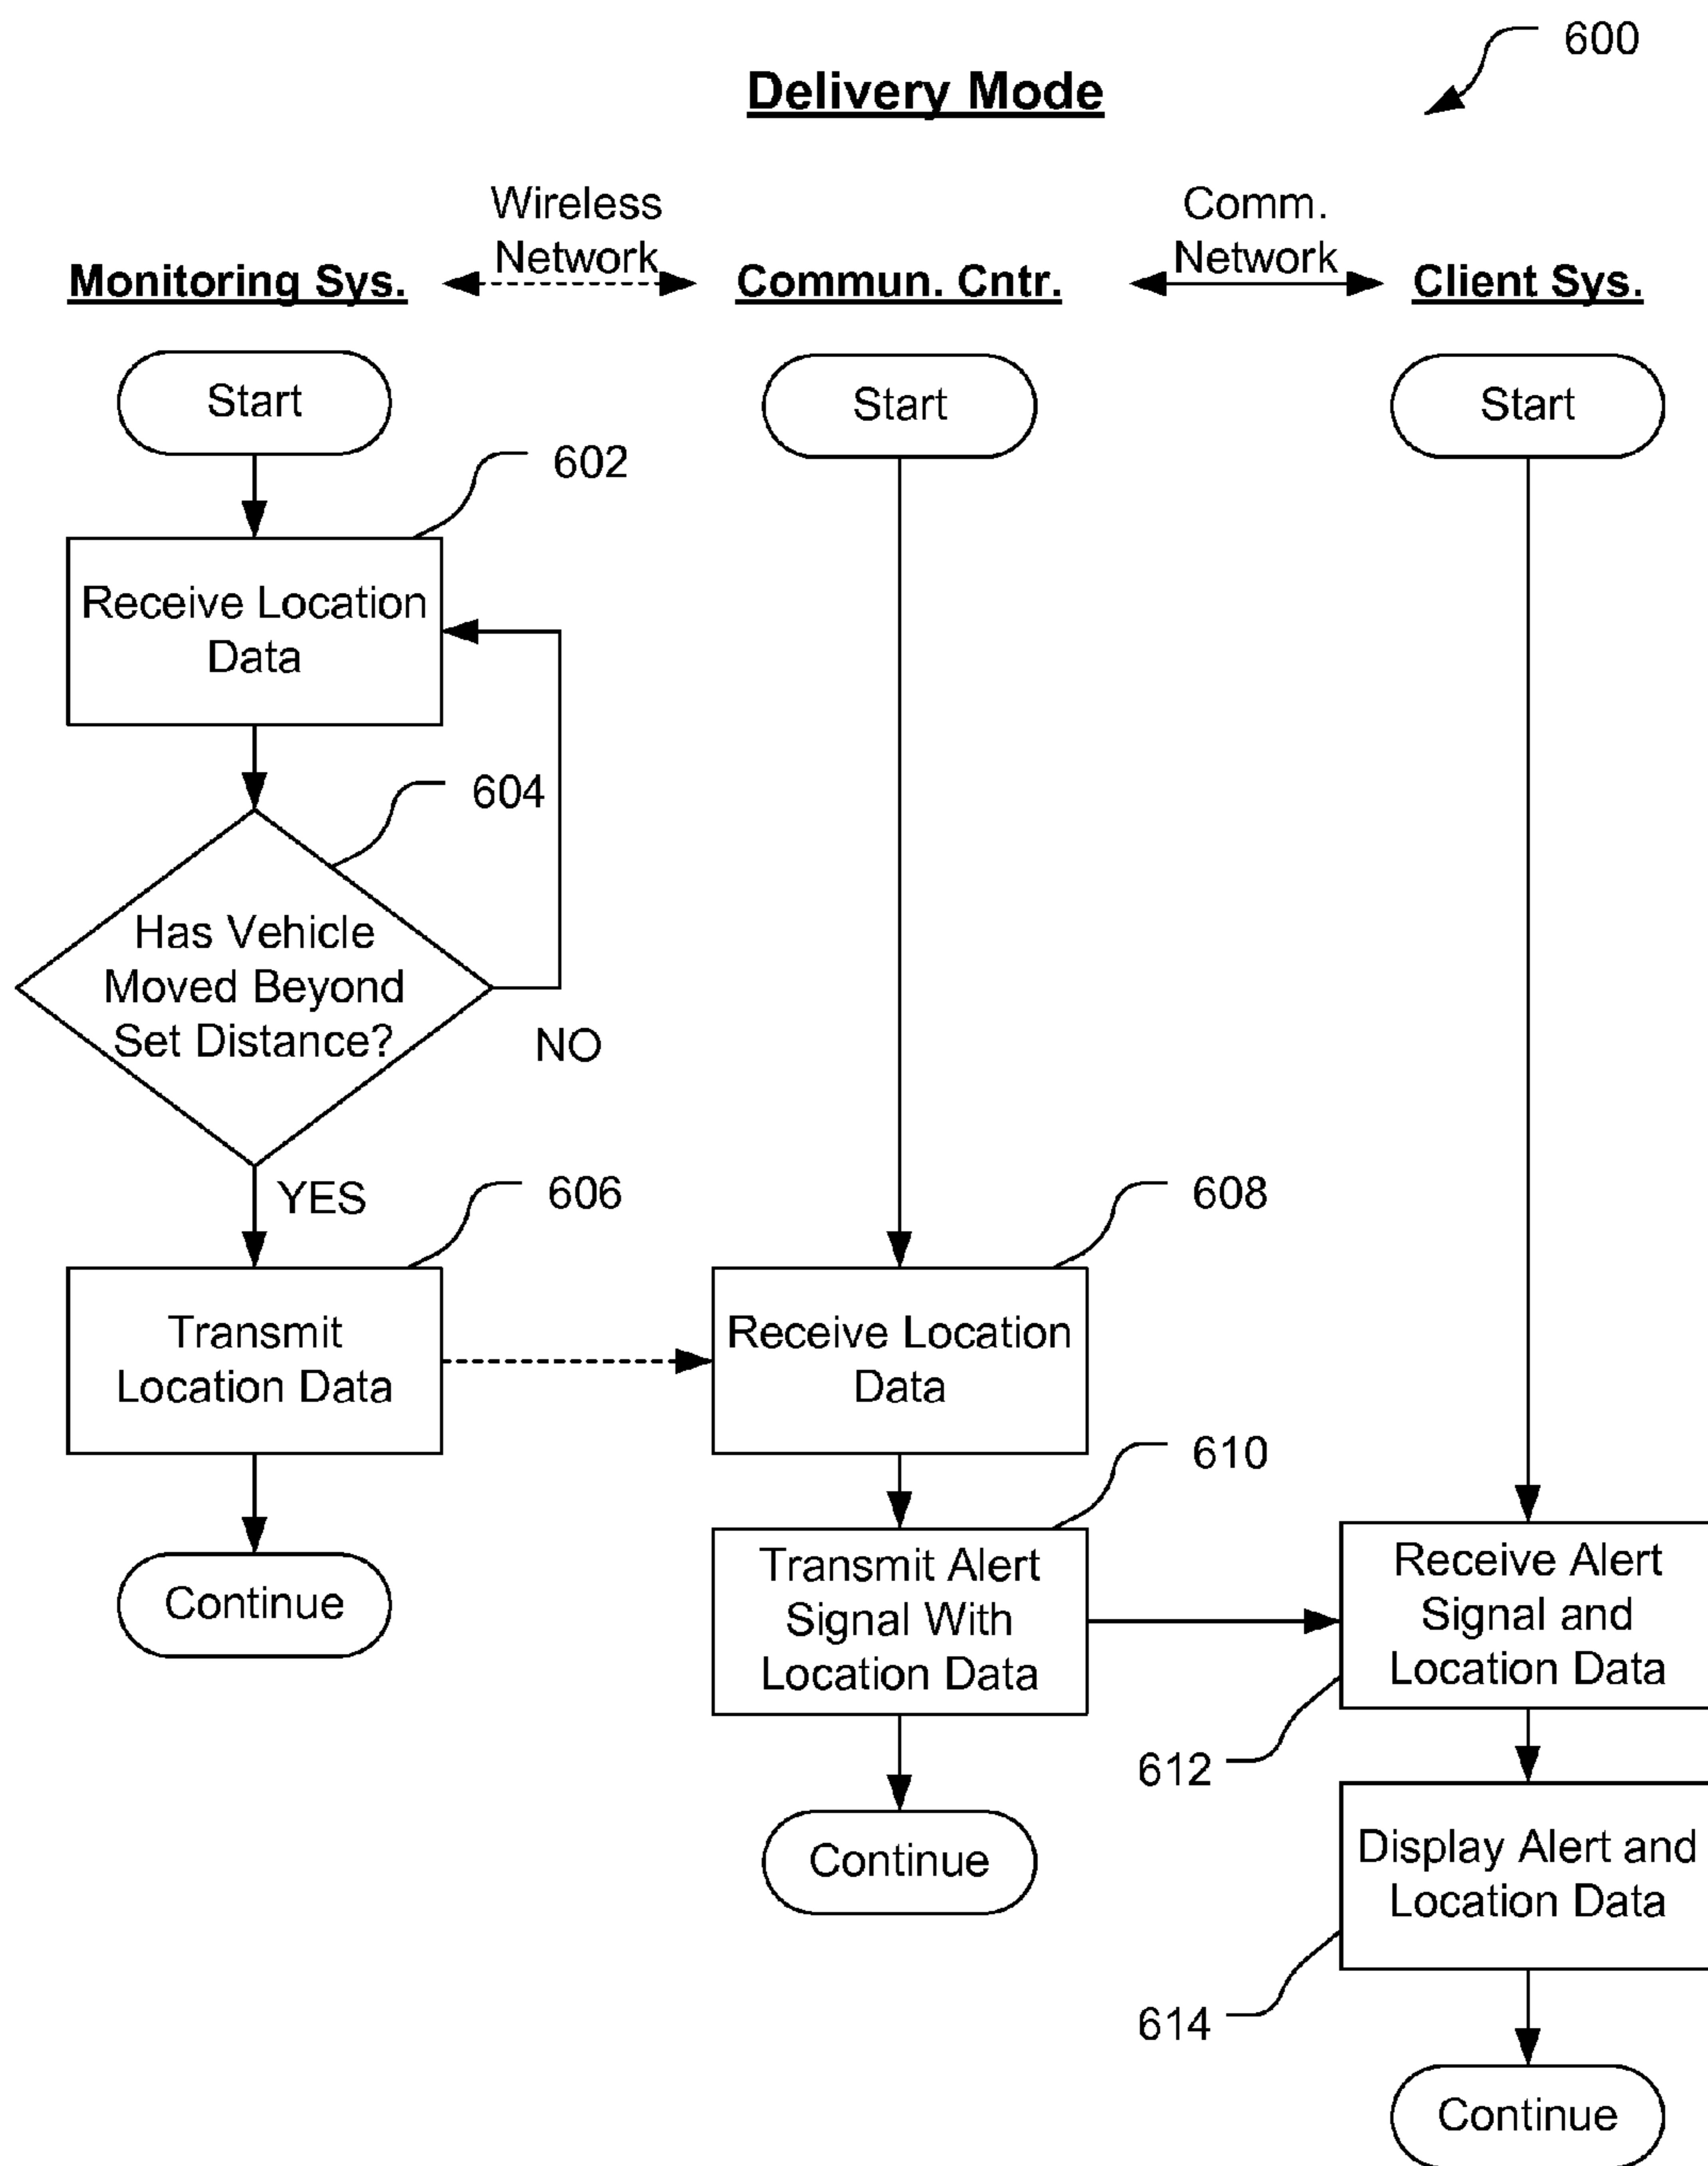 600
Delivery Mode
Wireless
Network
Comm.
Network
Monitoring Sys.
Commun. Cntr.
Client Sys.
Start
Start
Start
602
Receive Location
Data
604
Has Vehicle
Moved Beyond
Set Distance?
NO
YES
606
608
Transmit
Location Data
Receive Location
Data
610
Transmit Alert
Signal With
Location Data
Receive Alert
Signal and
Location Data
Continue
612
Display Alert and
Location Data
Continue
614
Continue